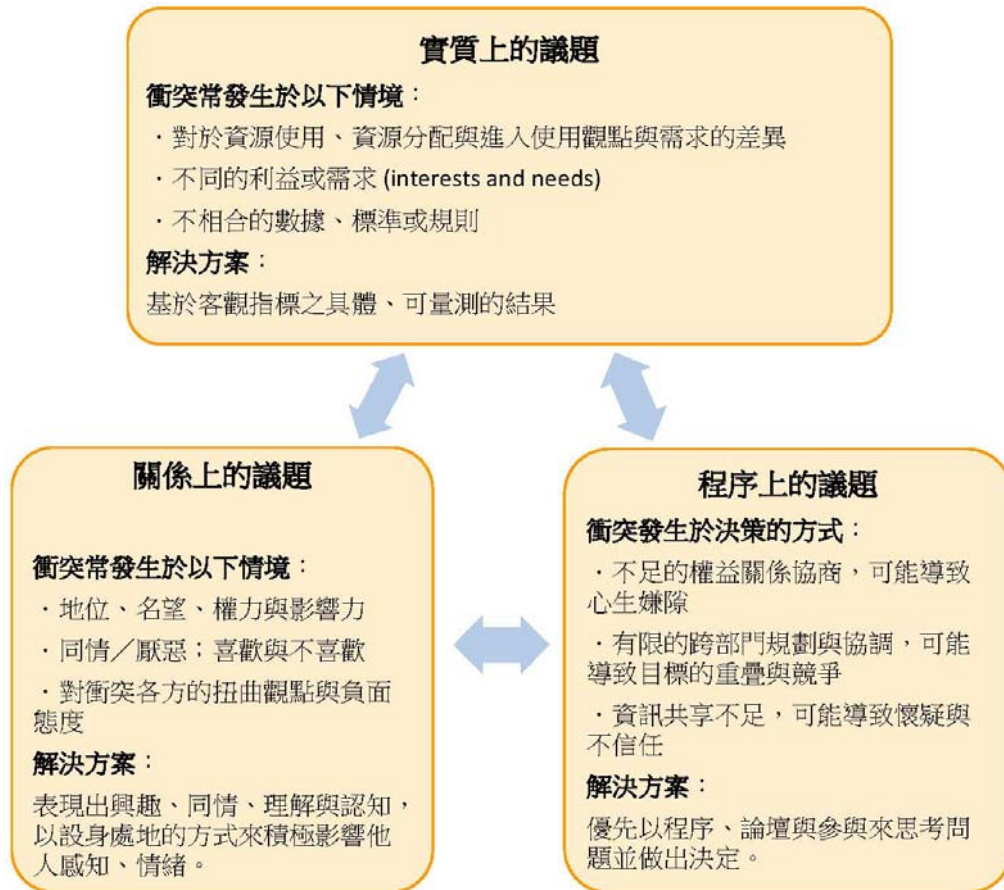 實質上的議題
衝突常發生於以下情境：
．對於資源使用、資源分配與進入使用觀點與需求的差異
．不同的利益或需求 (interests and needs)
．不相合的數據、標準或規則
解決方案：
基於客觀指標之具體、可量測的結果
關係上的議題
衝突常發生於以下情境：
．地位、名望、權力與影響力
．同情／厭惡；喜歡與不喜歡
．對衝突各方的扭曲觀點與負面
態度
解決方案：
表現出興趣、同情、理解與認知，
以設身處地的方式來積極影響他
人感知、情緒。
程序上的議題
衝突發生於決策的方式：
．不足的權益關係協商，可能導致
心生嫌隙
．有限的跨部門規劃與協調，可能
導致目標的重疊與競爭
．資訊共享不足，可能導致懷疑與
不信任
解決方案：
優先以程序、論壇與參與來思考問
題並做出決定。